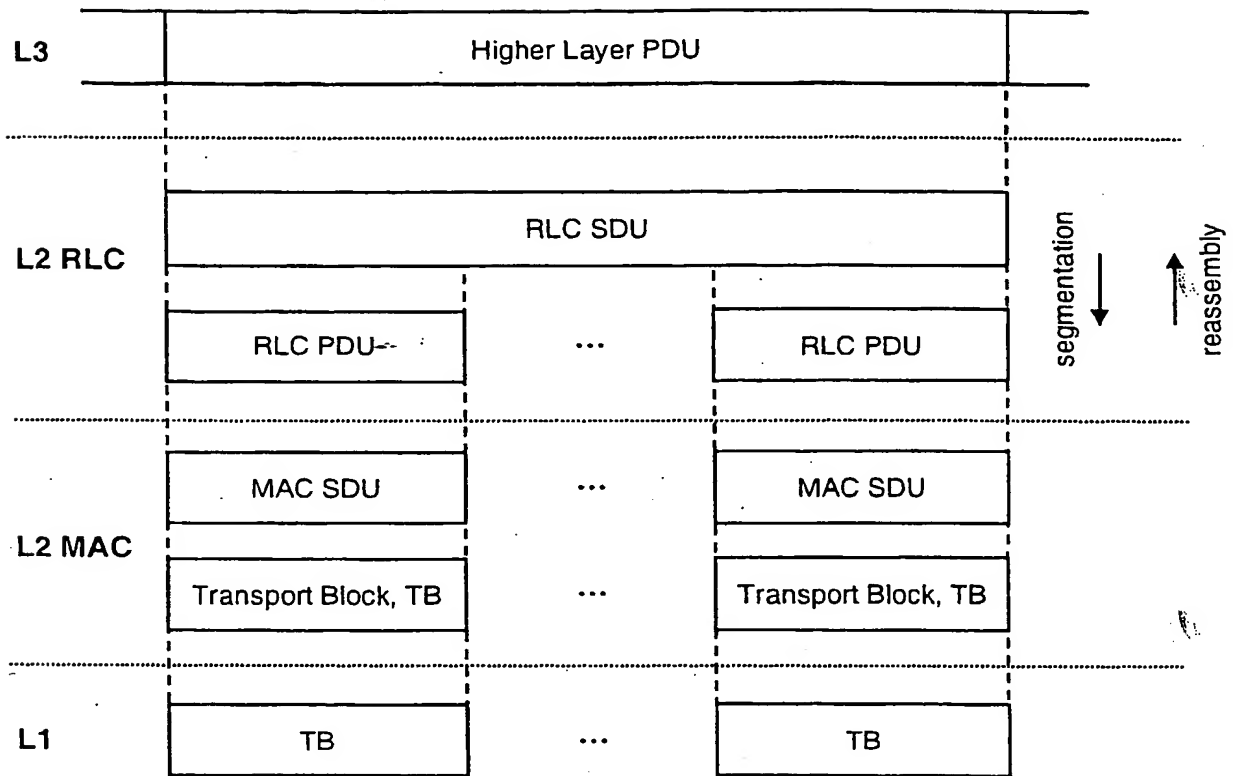 L3
Higher Layer PDU
L2 RLC
RLC SDU
RLC PDU
...
RLC PDU
segmentation
reassembly
L2 MAC
MAC SDU
...
MAC SDU
Transport Block, TB
...
Transport Block, TB
L1
TB
...
TB